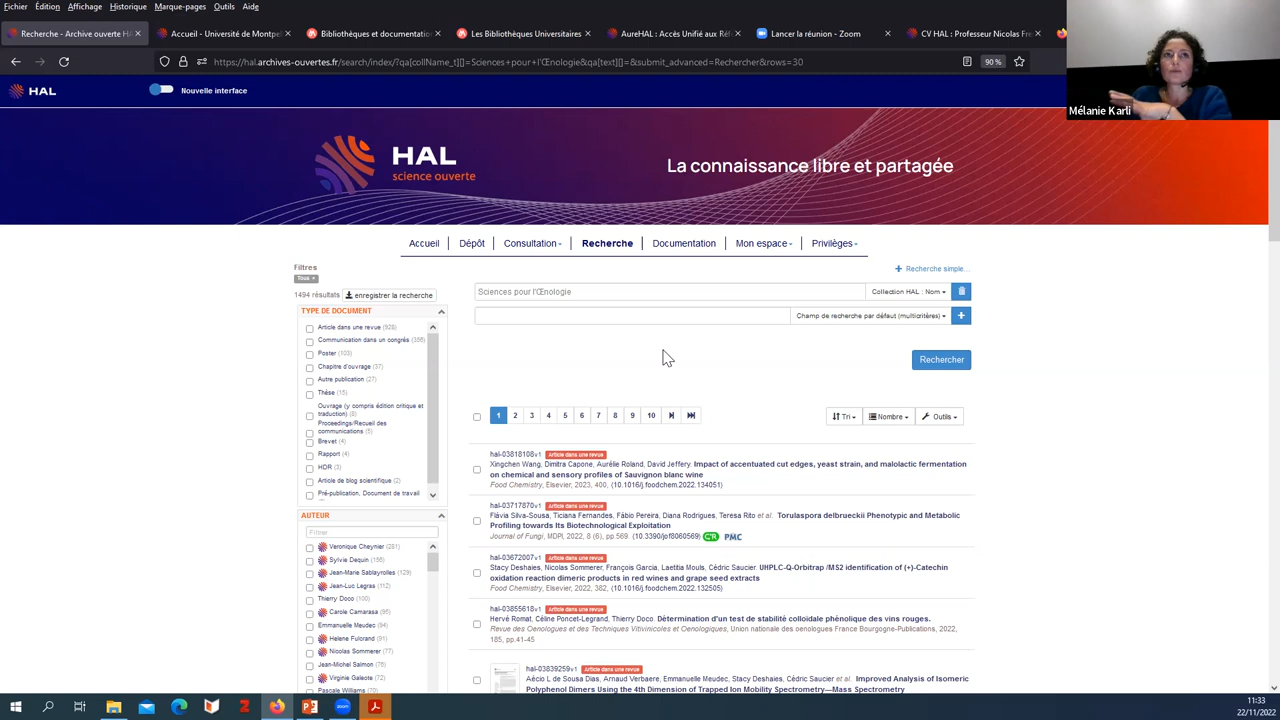 Fichier Édition Affichage Historique Marque-pages Outils Aide
Recherche - Archive ouverte HA
Accueil - Université de Montpel
Bibliothèques et documentation
Les Bibliothèques Universitaires
AureHAL : Accès Unifié aux Réf
Lancer la réunion - Zoom
CV HAL : Professeur Nicolas Fre
https://hal.archives-ouvertes.fr/search/index/?qa[collName_t][]=Sciences+pour+l'Œnologie&qa[text][]=&submit_advanced=Rechercher&rows=30
90 %
HAL Nouvelle interface
Mélanie Karli
HAL
science ouverte
La connaissance libre et partagée
Accueil Dépôt Consultation Recherche Documentation Mon espace Privilèges
Filtres
Tous ×
Recherche simple...
1494 résultats enregistrer la recherche
Sciences pour l'Œnologie Collection HAL : Nom
Champ de recherche par défaut (multicritères)
Rechercher
TYPE DE DOCUMENT
Article dans une revue (928)
Communication dans un congrès (336)
Poster (103)
Chapitre d'ouvrage (37)
Autre publication (27)
Thèse (15)
Ouvrage (y compris édition critique et
traduction) (8)
Proceedings/Recueil des
communications (5)
Brevet (4)
Rapport (4)
HDR (3)
Article de blog scientifique (2)
Pré-publication, Document de travail
AUTEUR
Filtrer
Veronique Cheynier (281)
Sylvie Dequin (188)
Jean-Marie Sablayrolles (129)
Jean-Luc Legras (112)
Thierry Doco (100)
Carole Camarasa (95)
Emmanuelle Meudec (94)
Helene Fulcrand (91)
Nicolas Sommerer (77)
Jean-Michel Salmon (76)
Virginie Galeote (72)
Pascale Williams (70)
1 2 3 4 5 6 7 8 9 10
Tri Nombre Outils
hal-03818108v1 Article dans une revue
Xingchen Wang, Dimitra Capone, Aurélie Roland, David Jeffery. Impact of accentuated cut edges, yeast strain, and malolactic fermentation
on chemical and sensory profiles of Sauvignon blanc wine
Food Chemistry, Elsevier, 2023, 400, ⟨10.1016/j.foodchem.2022.134051⟩
hal-03717870v1 Article dans une revue
Flávia Silva-Sousa, Ticiana Fernandes, Fábio Pereira, Diana Rodrigues, Teresa Rito et al. Torulaspora delbrueckii Phenotypic and Metabolic
Profiling towards Its Biotechnological Exploitation
Journal of Fungi, MDPI, 2022, 8 (6), pp.569. ⟨10.3390/jof8060569⟩ PMC
hal-03672007v1 Article dans une revue
Stacy Deshaies, Nicolas Sommerer, François Garcia, Laetitia Mouls, Cédric Saucier. UHPLC-Q-Orbitrap /MS2 identification of (+)-Catechin
oxidation reaction dimeric products in red wines and grape seed extracts
Food Chemistry, Elsevier, 2022, 382, ⟨10.1016/j.foodchem.2022.132505⟩
hal-03855618v1 Article dans une revue
Hervé Romat, Céline Poncet-Legrand, Thierry Doco. Détermination d'un test de stabilité colloïdale phénolique des vins rouges.
Revue des Oenologues et des Techniques Vitivinicoles et Oenologiques, Union nationale des oenologues France Bourgogne-Publications, 2022,
185, pp.41-45
hal-03839259v1 Article dans une revue
Aécio L de Sousa Dias, Arnaud Verbaere, Emmanuelle Meudec, Stacy Deshaies, Cédric Saucier et al. Improved Analysis of Isomeric
Polyphenol Dimers Using the 4th Dimension of Trapped Ion Mobility Spectrometry—Mass Spectrometry
zoom
11:33
22/11/2022